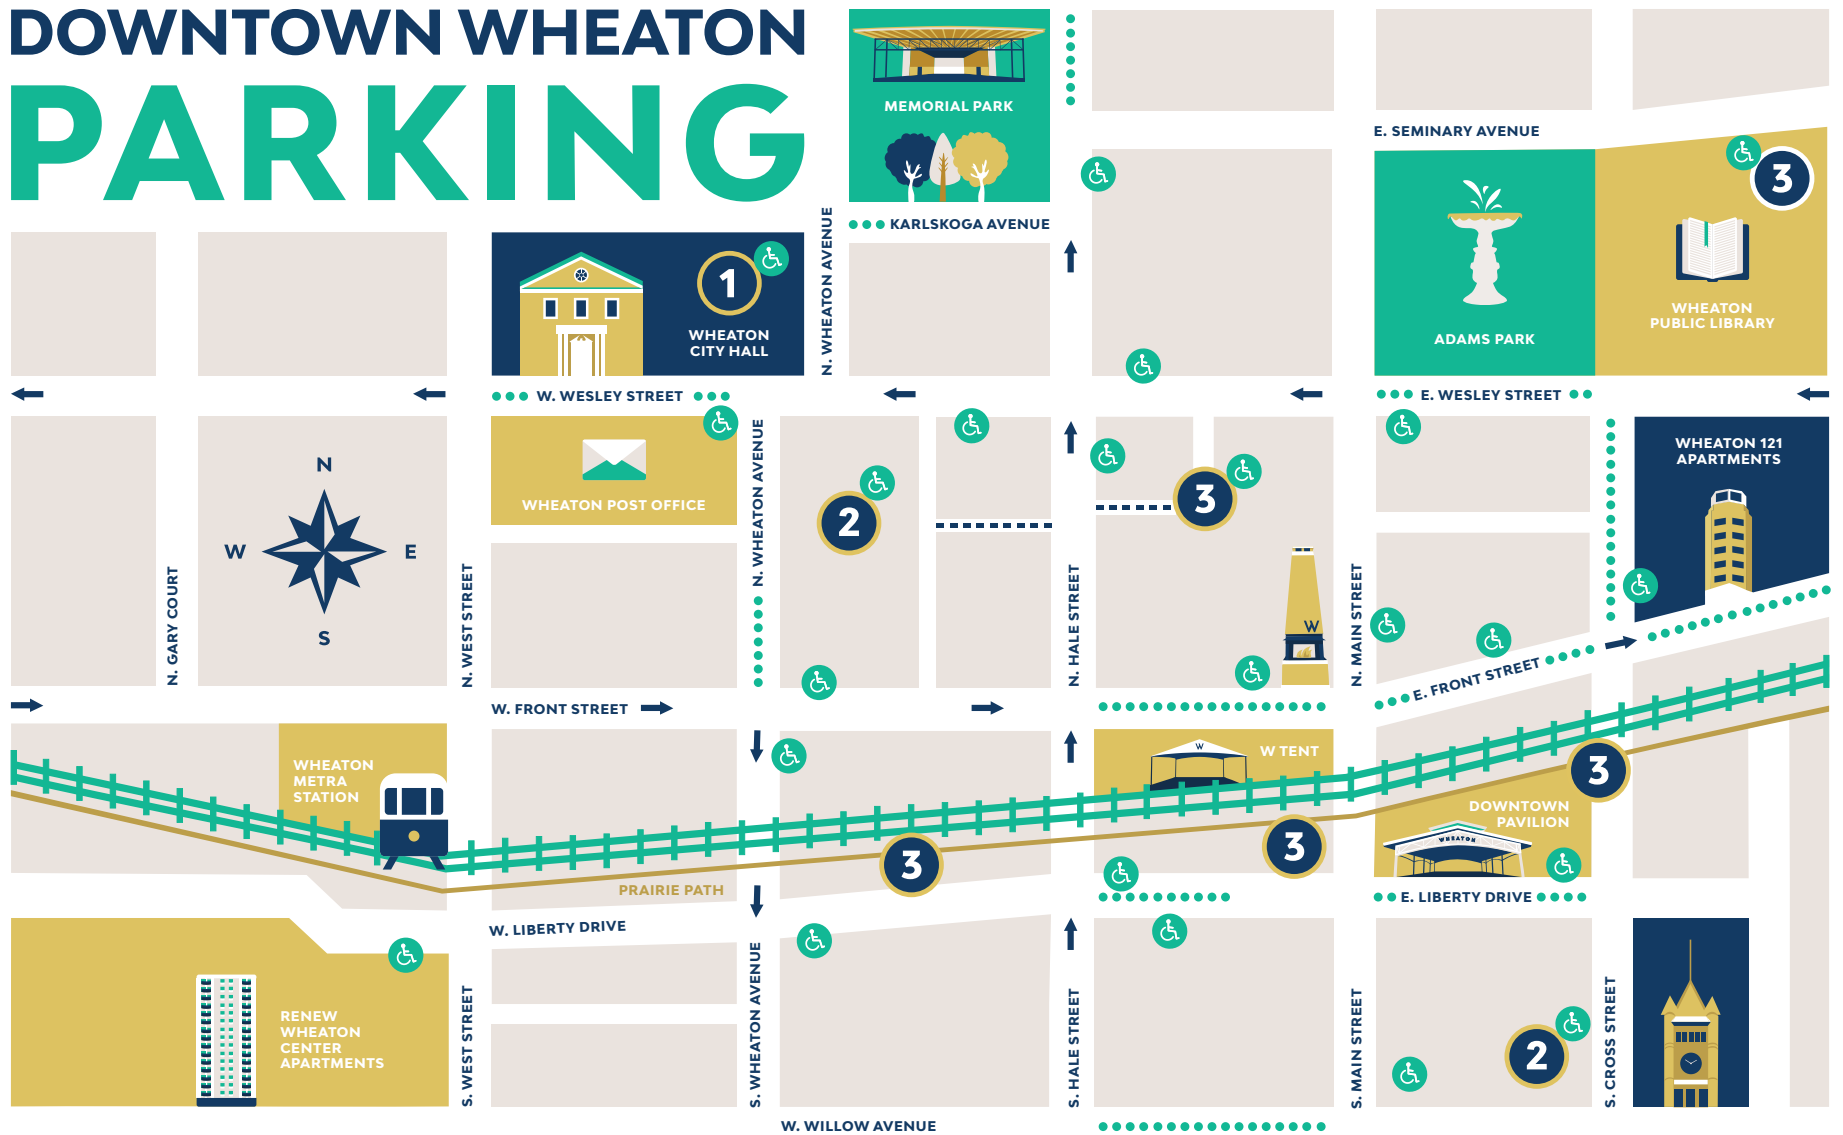 DOWNTOWN WHEATON
PARKING
MEMORIAL PARK
KARLSKOGA AVENUE
N. WHEATON AVENUE
E. SEMINARY AVENUE
3
ADAMS PARK
WHEATON
PUBLIC LIBRARY
1
WHEATON
CITY HALL
W. WESLEY STREET
E. WESLEY STREET
WHEATON POST OFFICE
N. WHEATON AVENUE
2
3
WHEATON 121
APARTMENTS
N
W
E
S
N. GARY COURT
N. WEST STREET
N. HALE STREET
W
N. MAIN STREET
E. FRONT STREET
W. FRONT STREET
WHEATON
METRA
STATION
W
W TENT
3
DOWNTOWN
PAVILION
WHEATON
3
3
PRAIRIE PATH
W. LIBERTY DRIVE
E. LIBERTY DRIVE
RENEW
WHEATON
CENTER
APARTMENTS
S. WEST STREET
S. WHEATON AVENUE
S. HALE STREET
S. MAIN STREET
2
S. CROSS STREET
W. WILLOW AVENUE